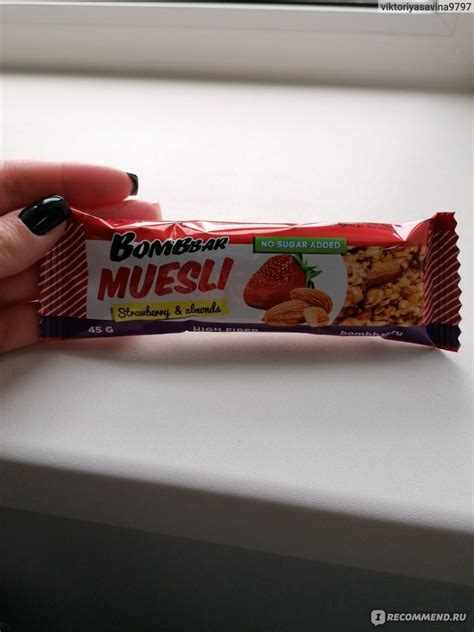 viktoriyasavina9797
BOMBBAR
NO SUGAR ADDED
MUESLI
Strawberry & almonds
45 G
HIGH FIBER
bombbar.ru
I RECOMMEND.RU